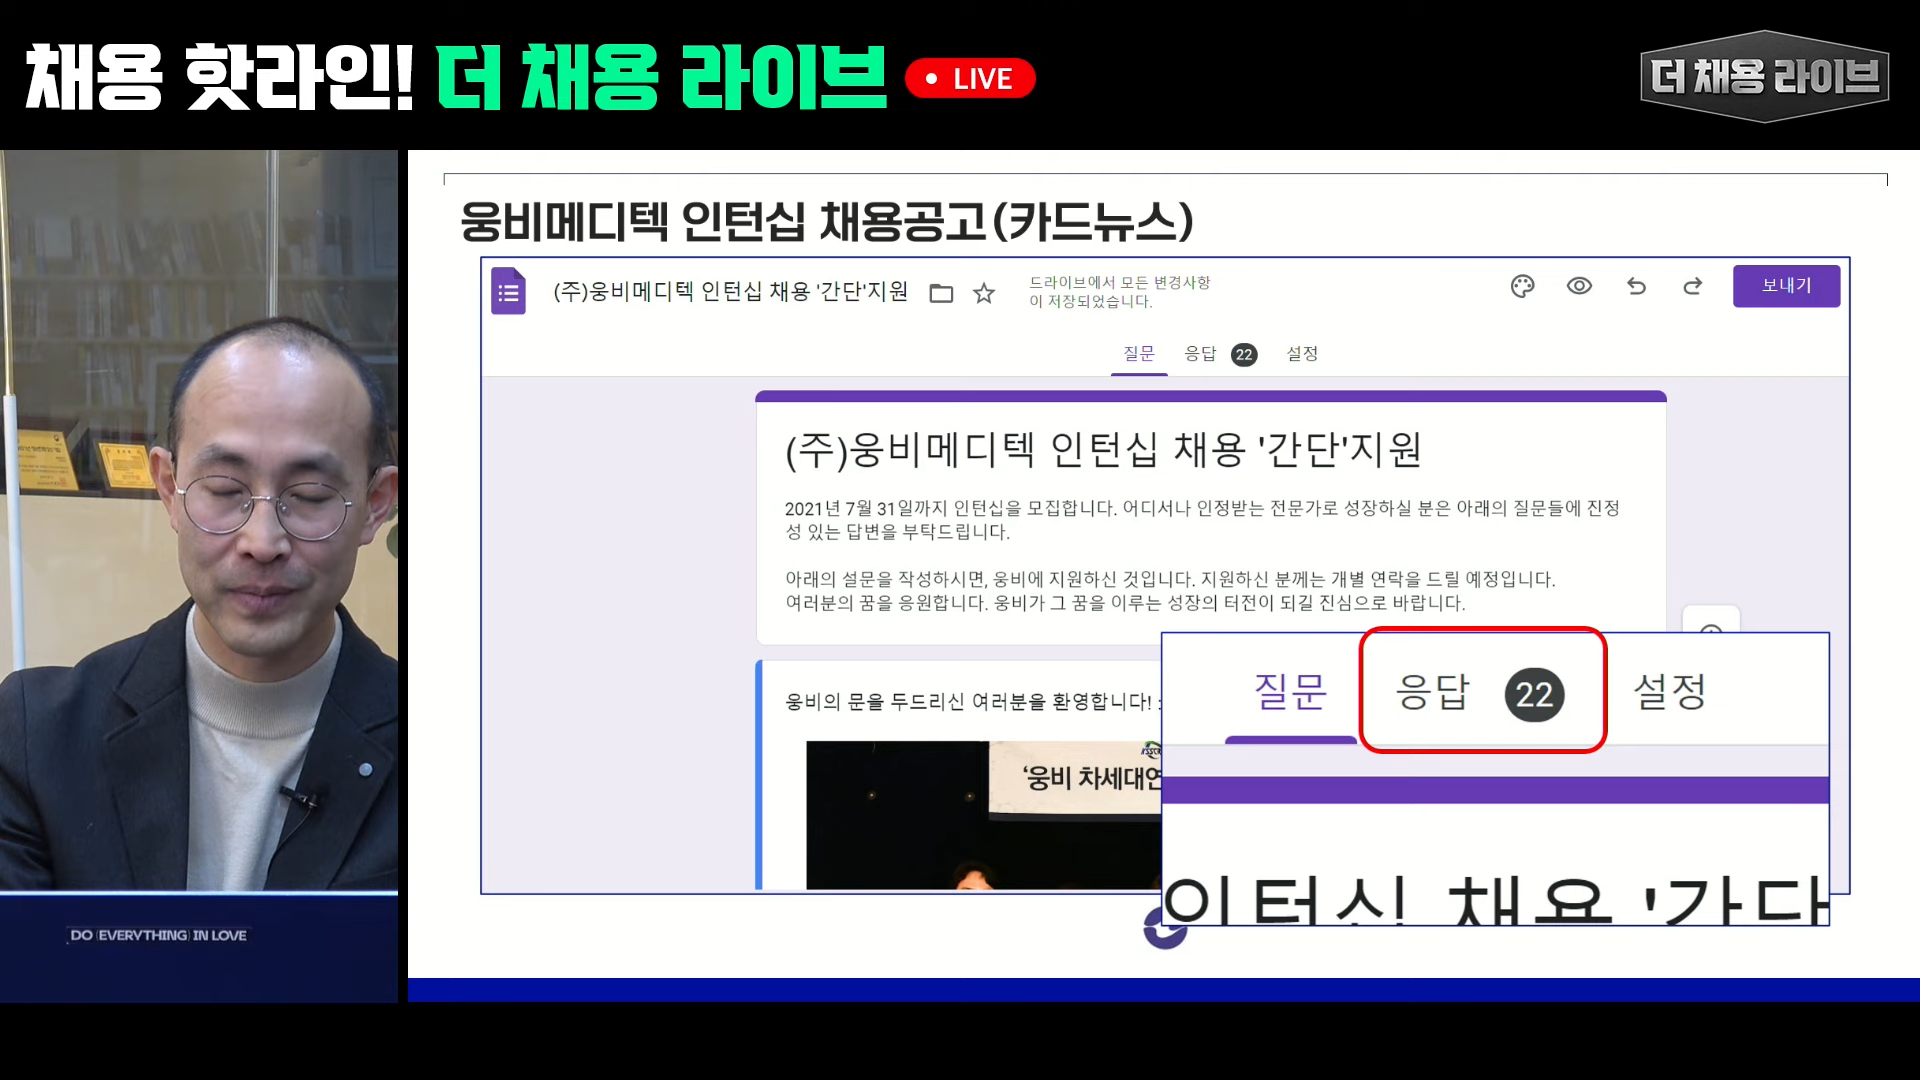 채용 핫라인! 더 채용 라이브 • LIVE
더 채용 라이브
웅비메디텍 인턴십 채용공고(카드뉴스)
(주)웅비메디텍 인턴십 채용 '간단'지원
드라이브에서 모든 변경사항
이 저장되었습니다.
보내기
질문 응답 22 설정
(주)웅비메디텍 인턴십 채용 '간단'지원
2021년 7월 31일까지 인턴십을 모집합니다. 어디서나 인정받는 전문가로 성장하실 분은 아래의 질문들에 진정
성 있는 답변을 부탁드립니다.
아래의 설문을 작성하시면, 웅비에 지원하신 것입니다. 지원하신 분께는 개별 연락을 드릴 예정입니다.
여러분의 꿈을 응원합니다. 웅비가 그 꿈을 이루는 성장의 터전이 되길 진심으로 바랍니다.
웅비의 문을 두드리신 여러분을 환영합니다! :
'웅비 차세대연
질문 응답 22 설정
인턴십 채용 '간단
DO EVERYTHING IN LOVE